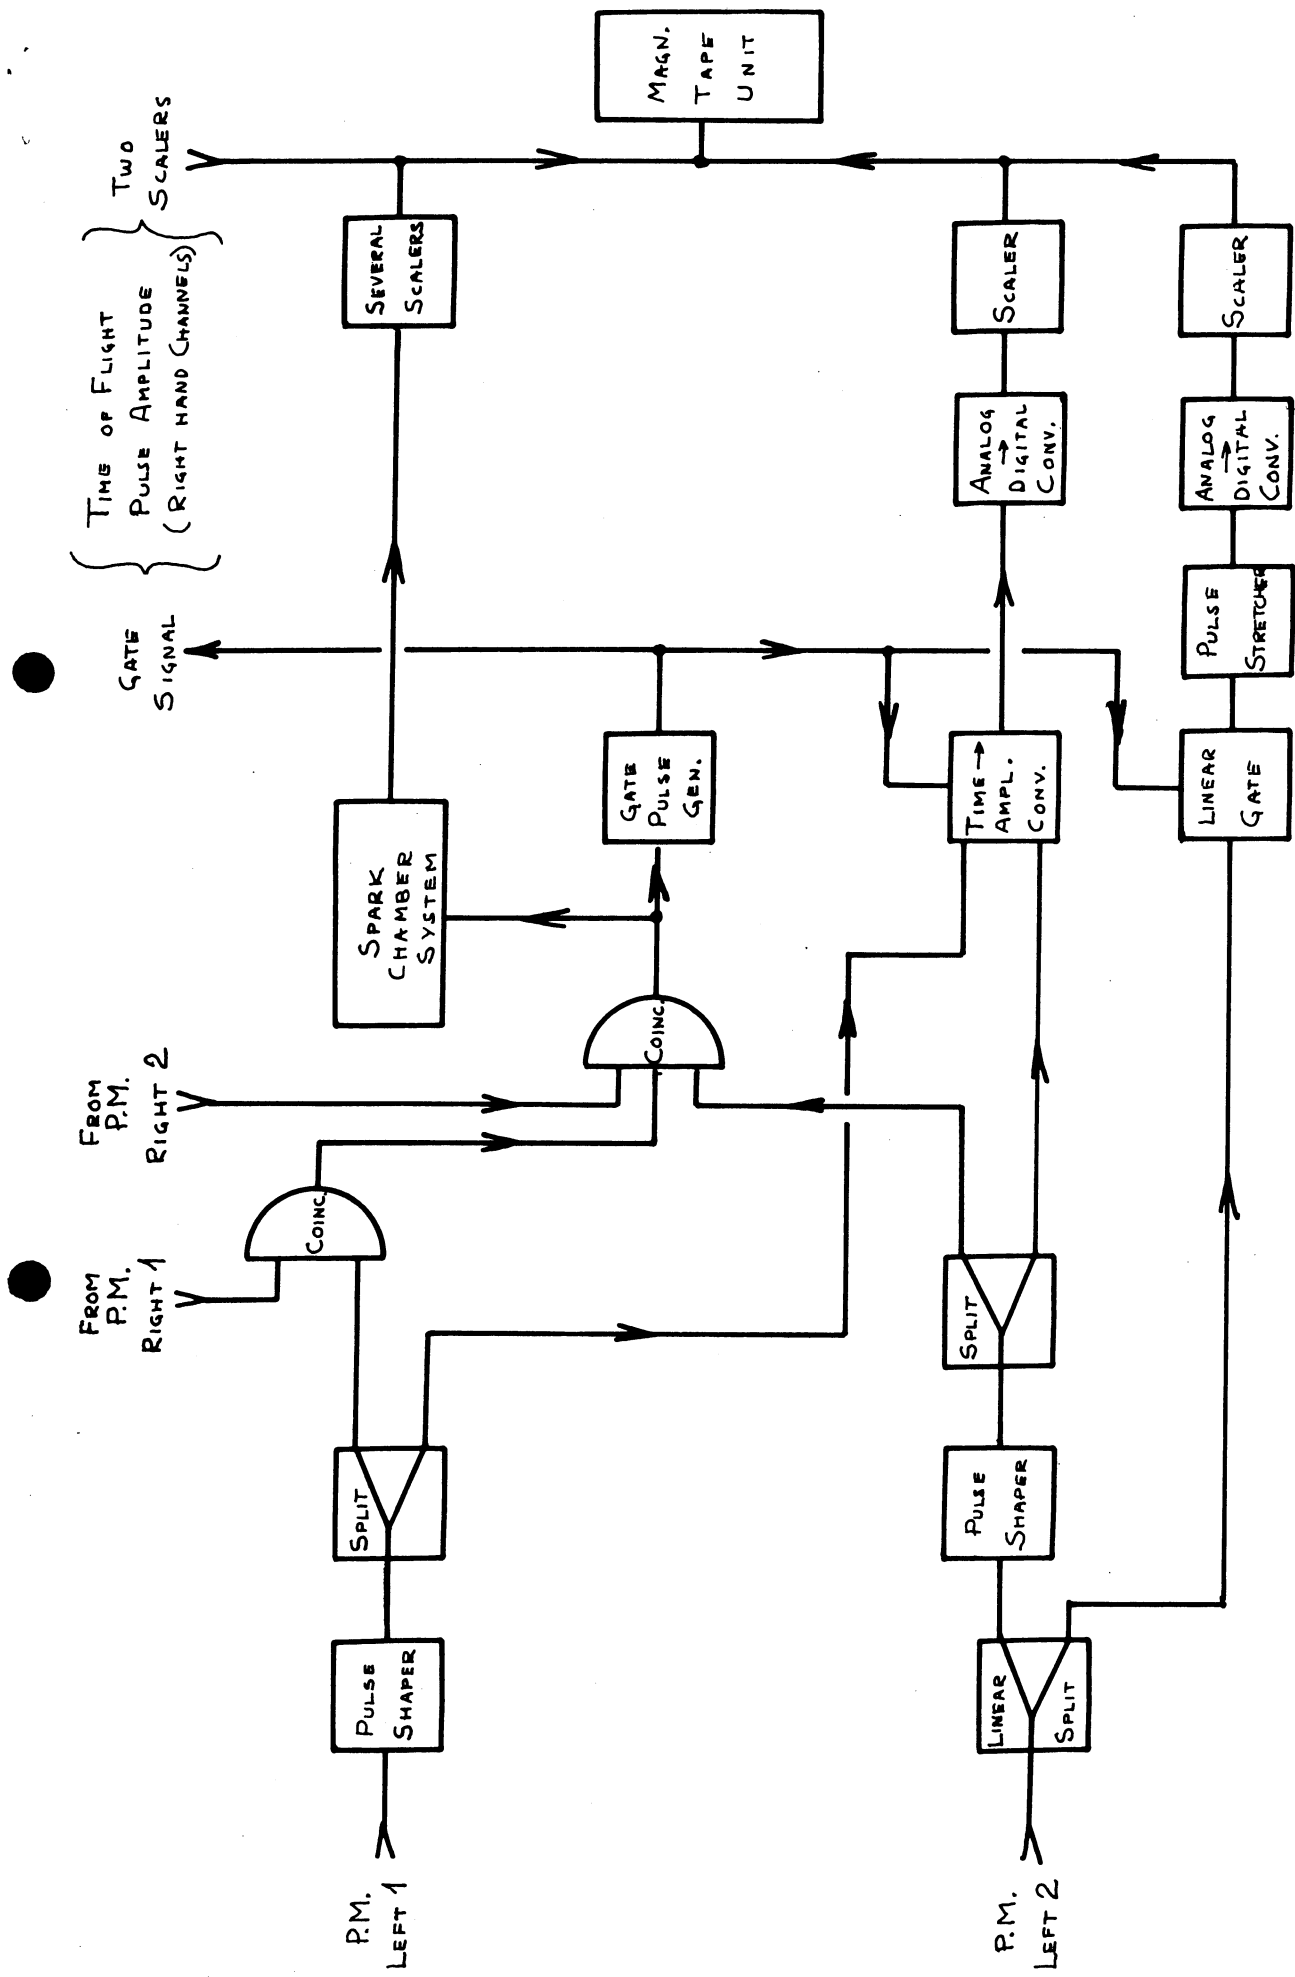 P.M.
LEFT 1
PULSE
SHAPER
SPLIT
FROM
P.M.
RIGHT 1
COINC.
FROM
P.M.
RIGHT 2
COINC.
SPARK
CHAMBER
SYSTEM
GATE
PULSE
GEN.
GATE
SIGNAL
TIME OF FLIGHT
PULSE AMPLITUDE
(RIGHT HAND CHANNELS)
TWO
SCALERS
SEVERAL
SCALERS
MAGN.
TAPE
UNIT
P.M.
LEFT 2
LINEAR
SPLIT
PULSE
SHAPER
SPLIT
TIME →
AMPL.
CONV.
ANALOG
→
DIGITAL
CONV.
SCALER
LINEAR
GATE
PULSE
STRETCHER
ANALOG
→
DIGITAL
CONV.
SCALER